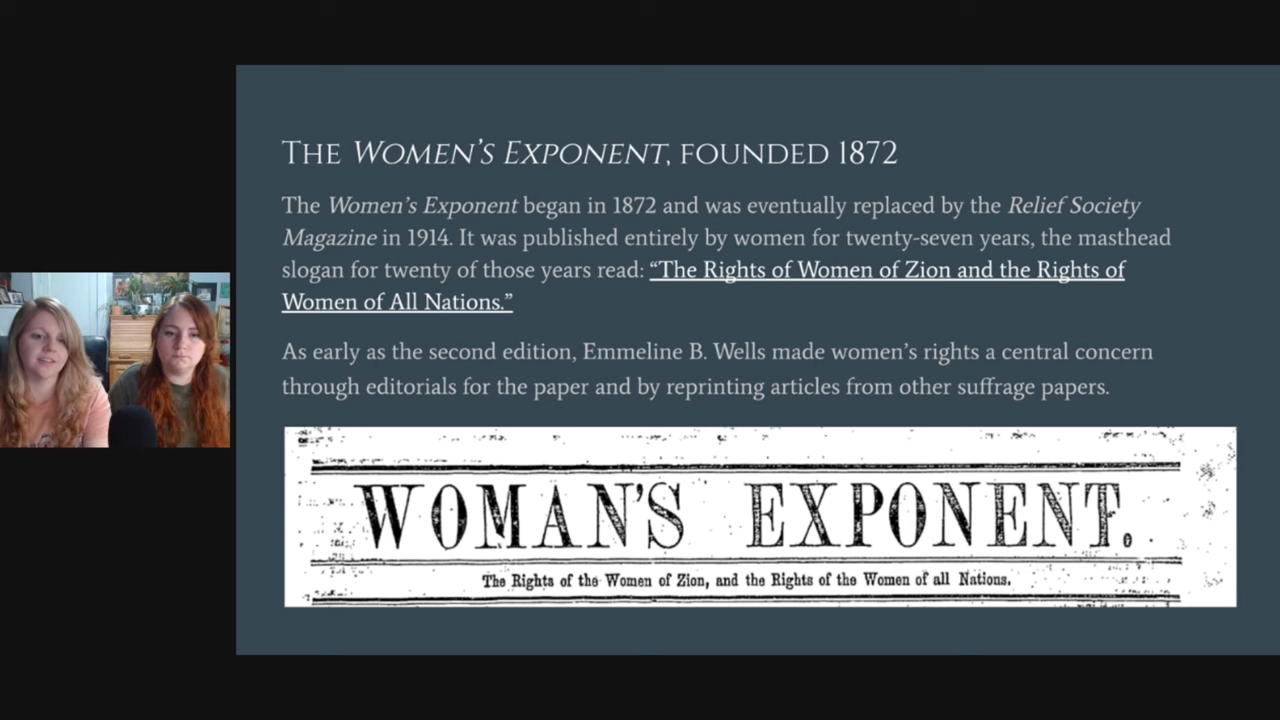 THE WOMEN'S EXPONENT, FOUNDED 1872
The Women's Exponent began in 1872 and was eventually replaced by the Relief Society
Magazine in 1914. It was published entirely by women for twenty-seven years, the masthead
slogan for twenty of those years read: “The Rights of Women of Zion and the Rights of
Women of All Nations.”
As early as the second edition, Emmeline B. Wells made women's rights a central concern
through editorials for the paper and by reprinting articles from other suffrage papers.
WOMAN'S EXPONENT.
The Rights of the Women of Zion, and the Rights of the Women of all Nations.